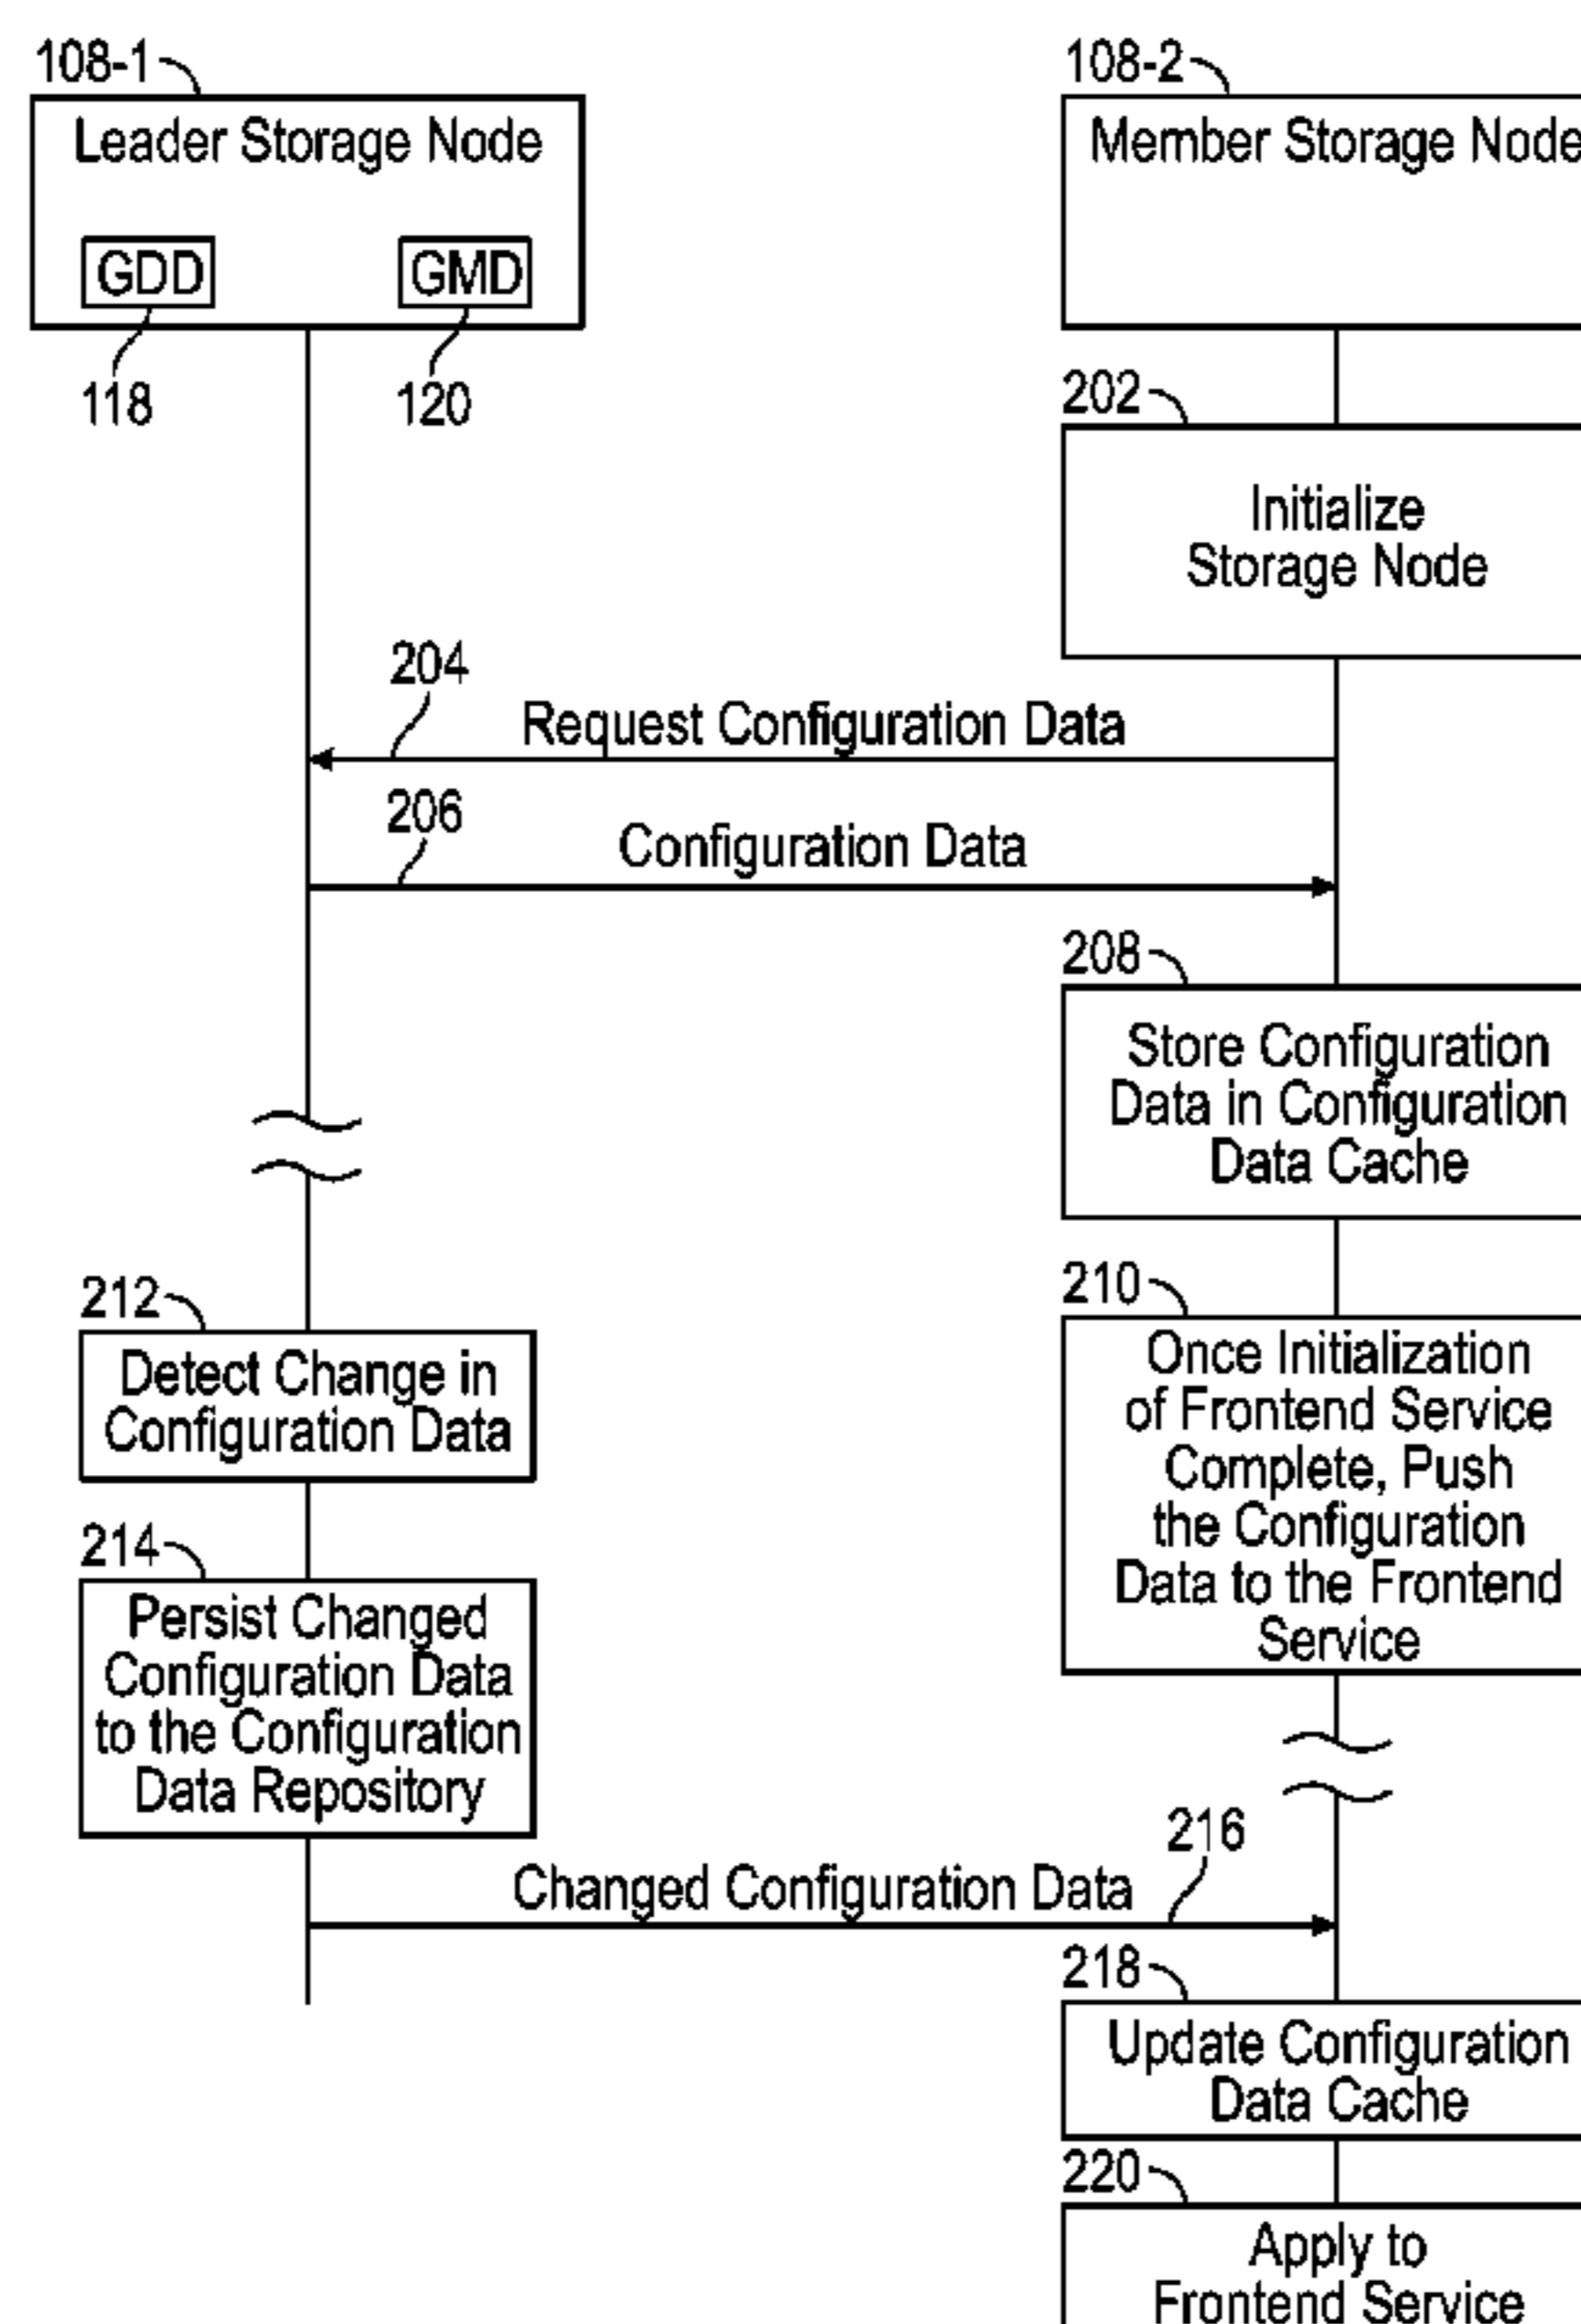 108-1
Leader Storage Node
GDD
GMD
118
120
108-2
Member Storage Node
202
Initialize
Storage Node
204
Request Configuration Data
206
Configuration Data
208
Store Configuration
Data in Configuration
Data Cache
210
Once Initialization
of Frontend Service
Complete, Push
the Configuration
Data to the Frontend
Service
212
Detect Change in
Configuration Data
214
Persist Changed
Configuration Data
to the Configuration
Data Repository
216
Changed Configuration Data
218
Update Configuration
Data Cache
220
Apply to
Frontend Service